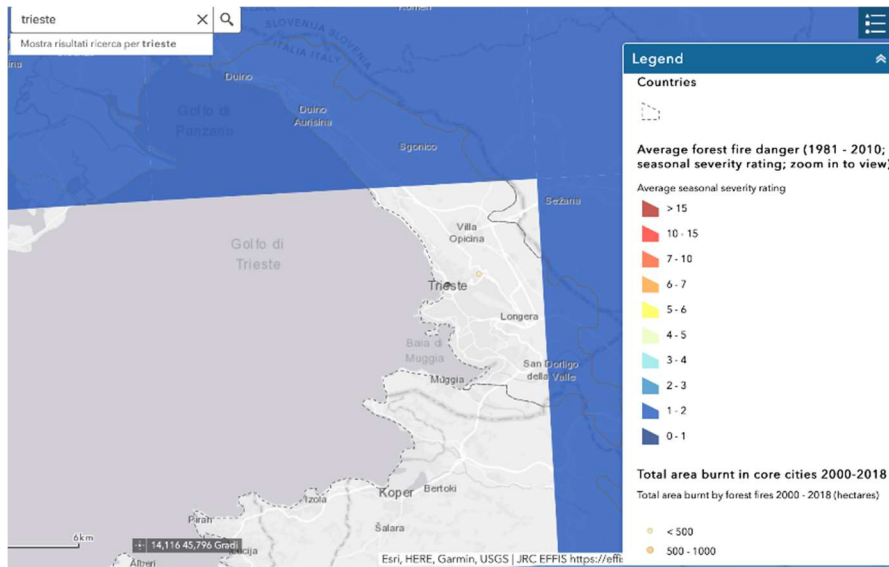 trieste
Mostra risultati ricerca per trieste
Komen
SLOVENIJA SLOVENIA
ITALIA ITALY
Duino
Golfo di
Panzano
Duino
Aurisina
Sgonico
Sežana
Villa
Opicina
Golfo di
Trieste
Trieste
Longera
Baia di
Muggia
San Dorligo
della Valle
Muggia
Koper
Bertoki
Izola
Piran
Šalara
6km
14,116 45,796 Gradi
Esri, HERE, Garmin, USGS | JRC EFFIS https://effi
Legend
Countries
Average forest fire danger (1981 - 2010;
seasonal severity rating; zoom in to view)
Average seasonal severity rating
> 15
10 - 15
7 - 10
6 - 7
5 - 6
4 - 5
3 - 4
2 - 3
1 - 2
0 - 1
Total area burnt in core cities 2000-2018
Total area burnt by forest fires 2000 - 2018 (hectares)
< 500
500 - 1000